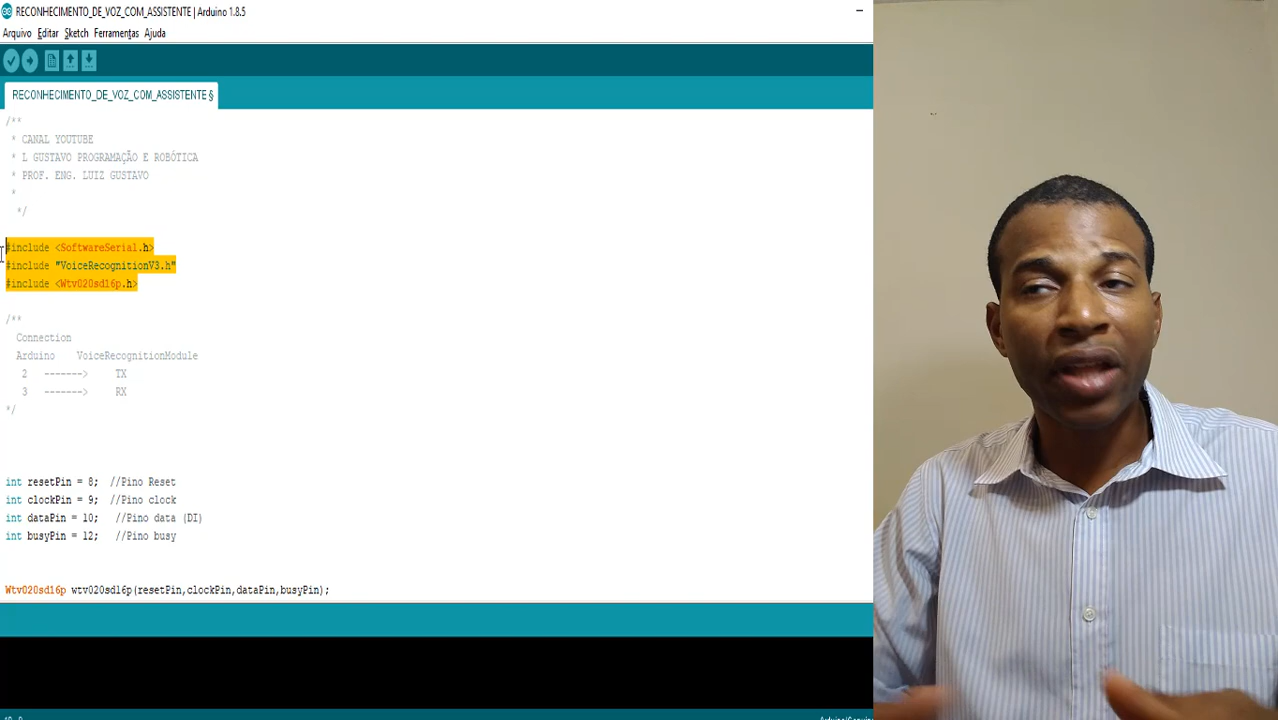 RECONHECIMENTO_DE_VOZ_COM_ASSISTENTE | Arduino 1.8.5
Arquivo Editar Sketch Ferramentas Ajuda
RECONHECIMENTO_DE_VOZ_COM_ASSISTENTE §
/**
* CANAL YOUTUBE
* L GUSTAVO PROGRAMAÇÃO E ROBÓTICA
* PROF. ENG. LUIZ GUSTAVO
*
*/
#include <SoftwareSerial.h>
#include "VoiceRecognitionV3.h"
#include <Wtv020sd16p.h>
/**
Connection
Arduino VoiceRecognitionModule
2 -------> TX
3 -------> RX
*/
int resetPin = 8; //Pino Reset
int clockPin = 9; //Pino clock
int dataPin = 10; //Pino data (DI)
int busyPin = 12; //Pino busy
Wtv020sd16p wtv020sd16p(resetPin,clockPin,dataPin,busyPin);